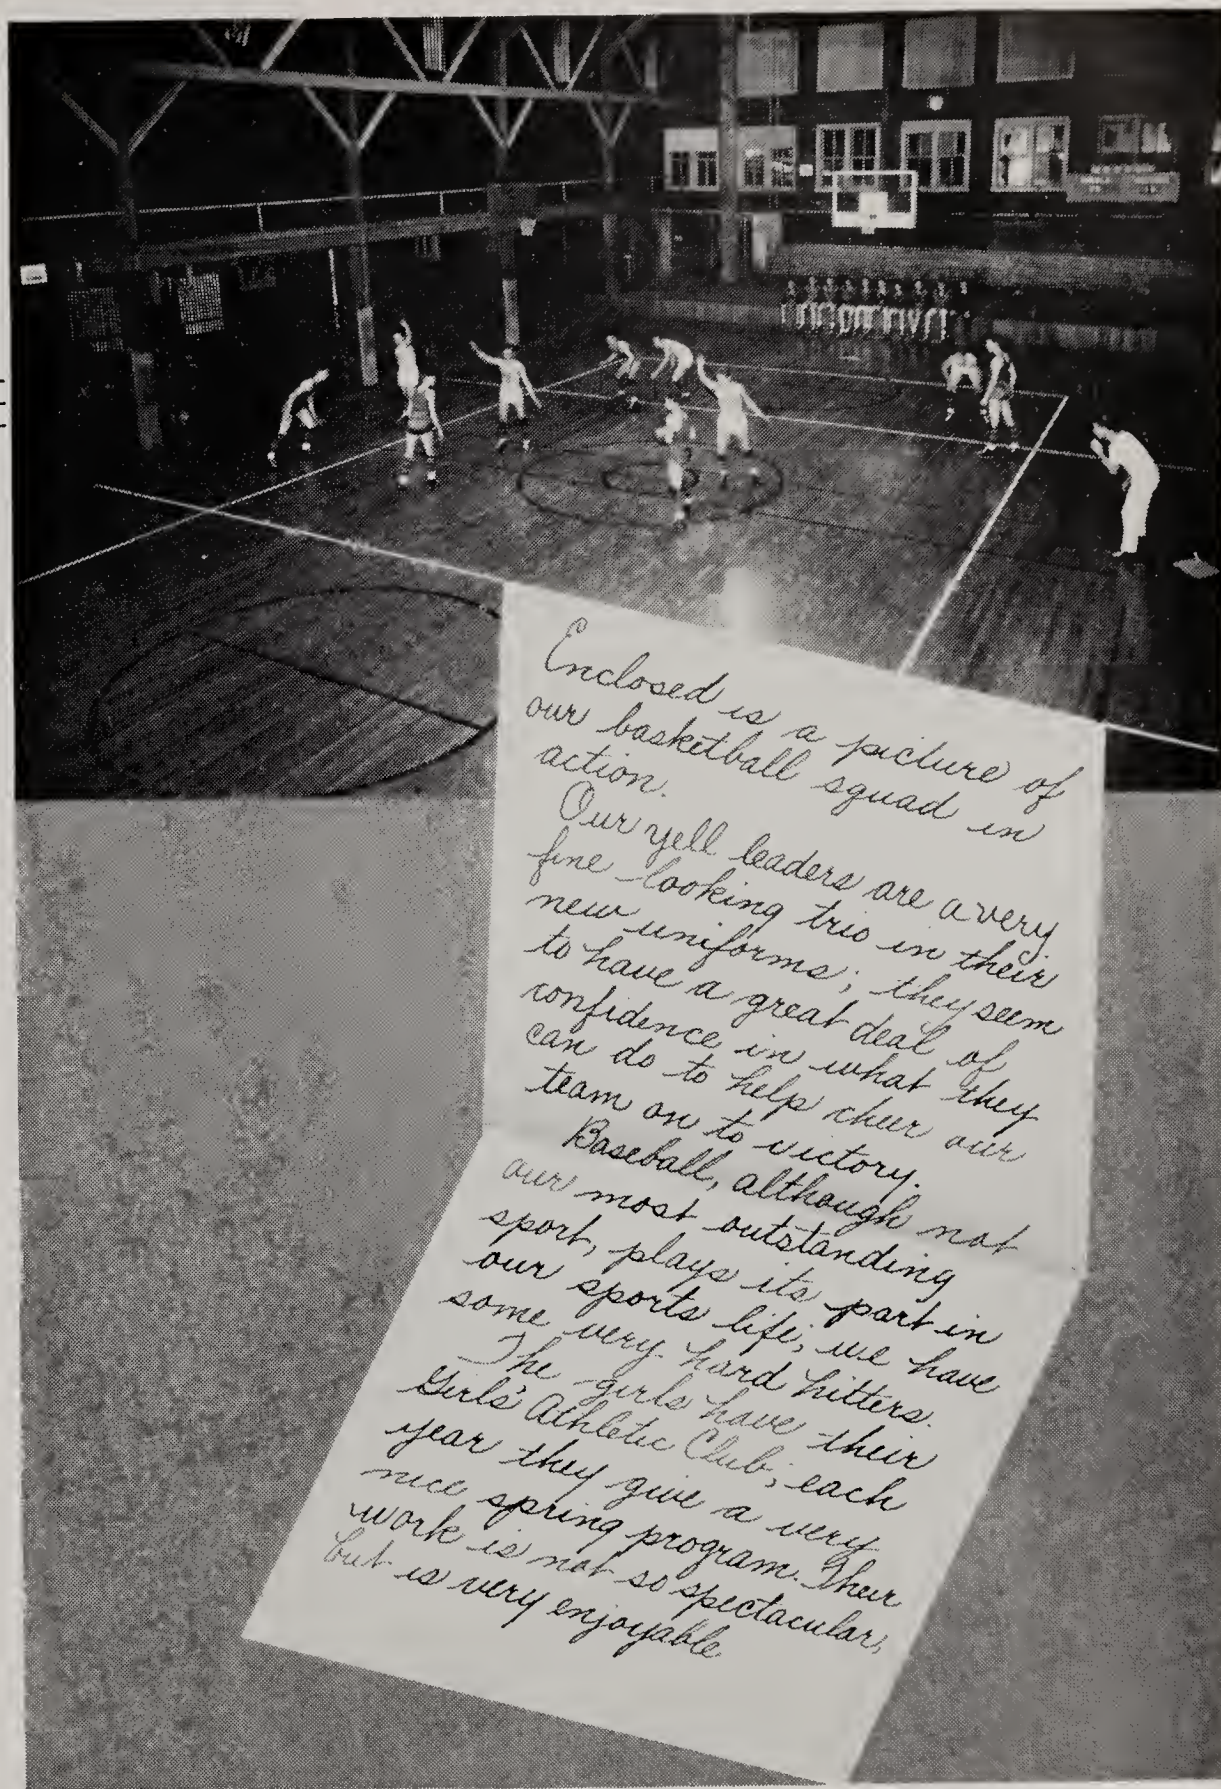 Enclosed is a picture of
our basketball squad in
action.
Our yell leaders are a very
fine looking trio in their
new uniforms; they seem
to have a great deal of
confidence in what they
can do to help cheer our
team on to victory.
Baseball, although not
our most outstanding
sport, plays its part in
our sports life; we have
some very hard hitters.
The girls have their
Girls' Athletic Club; each
year they give a very
nice spring program. Their
work is not so spectacular,
but is very enjoyable